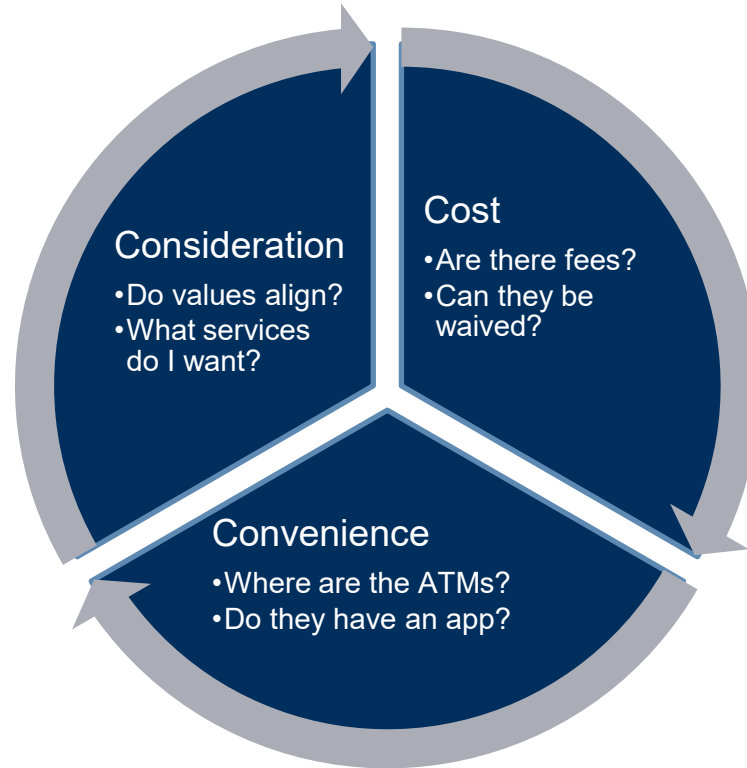 Consideration
•Do values align?
•What services
do I want?
Cost
•Are there fees?
•Can they be
waived?
Convenience
•Where are the ATMs?
•Do they have an app?